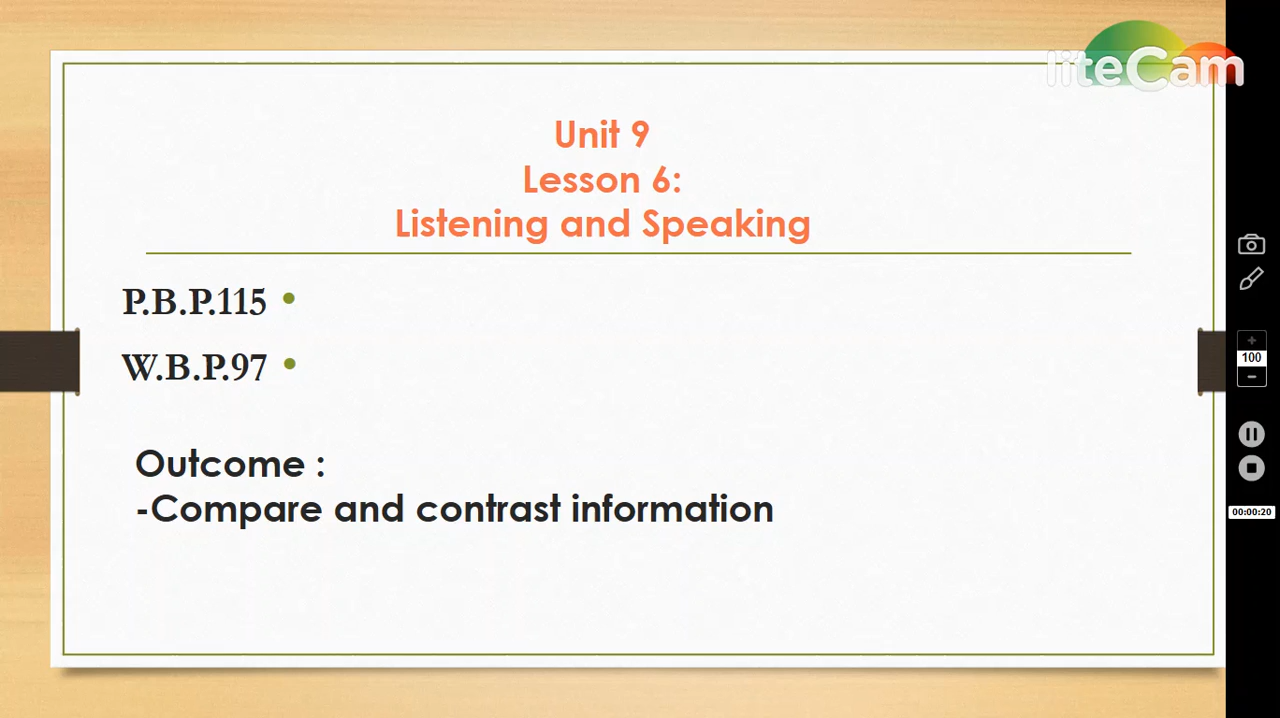 liteCam
Unit 9
Lesson 6:
Listening and Speaking
P.B.P.115 •
W.B.P.97 •
Outcome :
-Compare and contrast information
100
00:00:20